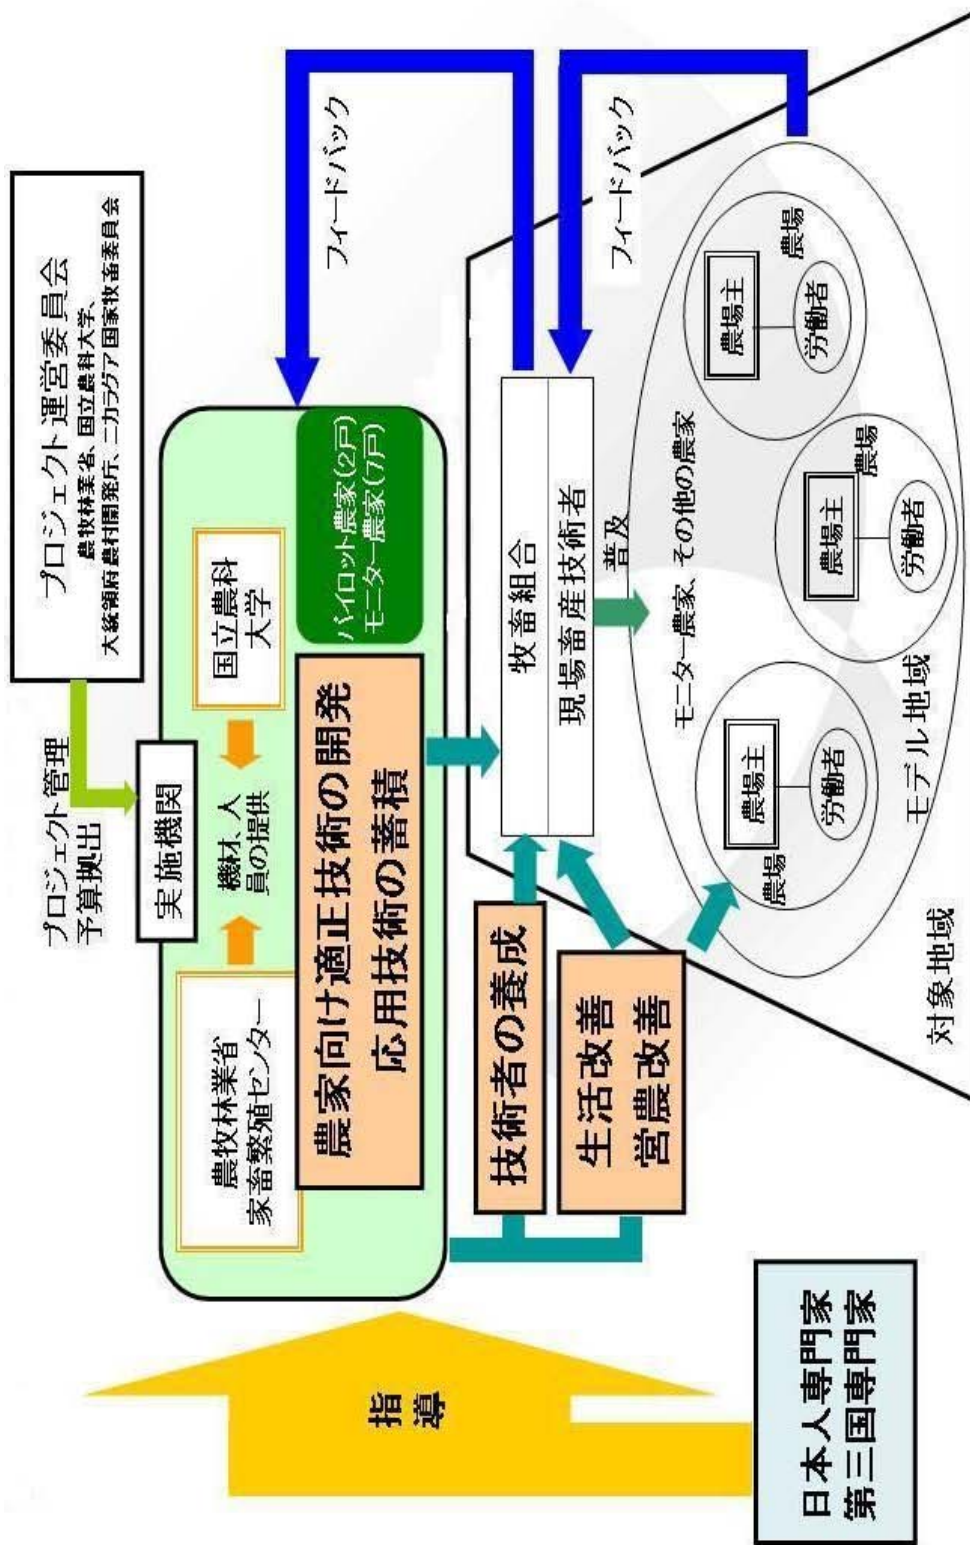 プロジェクト運営委員会
農牧林業省、国立農科大学、
大統領府農村開発庁、ニカラグア国家牧畜委員会
プロジェクト管理
予算拠出
実施機関
農牧林業省
家畜繁殖センター
機材、人
員の提供
国立農科
大学
農家向け適正技術の開発
応用技術の蓄積
パイロット農家(2戸)
モニター農家(7戸)
フィードバック
指
導
技術者の養成
生活改善
営農改善
牧畜組合
現場畜産技術者
普及
フィードバック
モニター農家、その他の農家
農場
農場主
労働者
農場主
農場
労働者
農場主
農場
労働者
モデル地域
対象地域
日本人専門家
第三国専門家